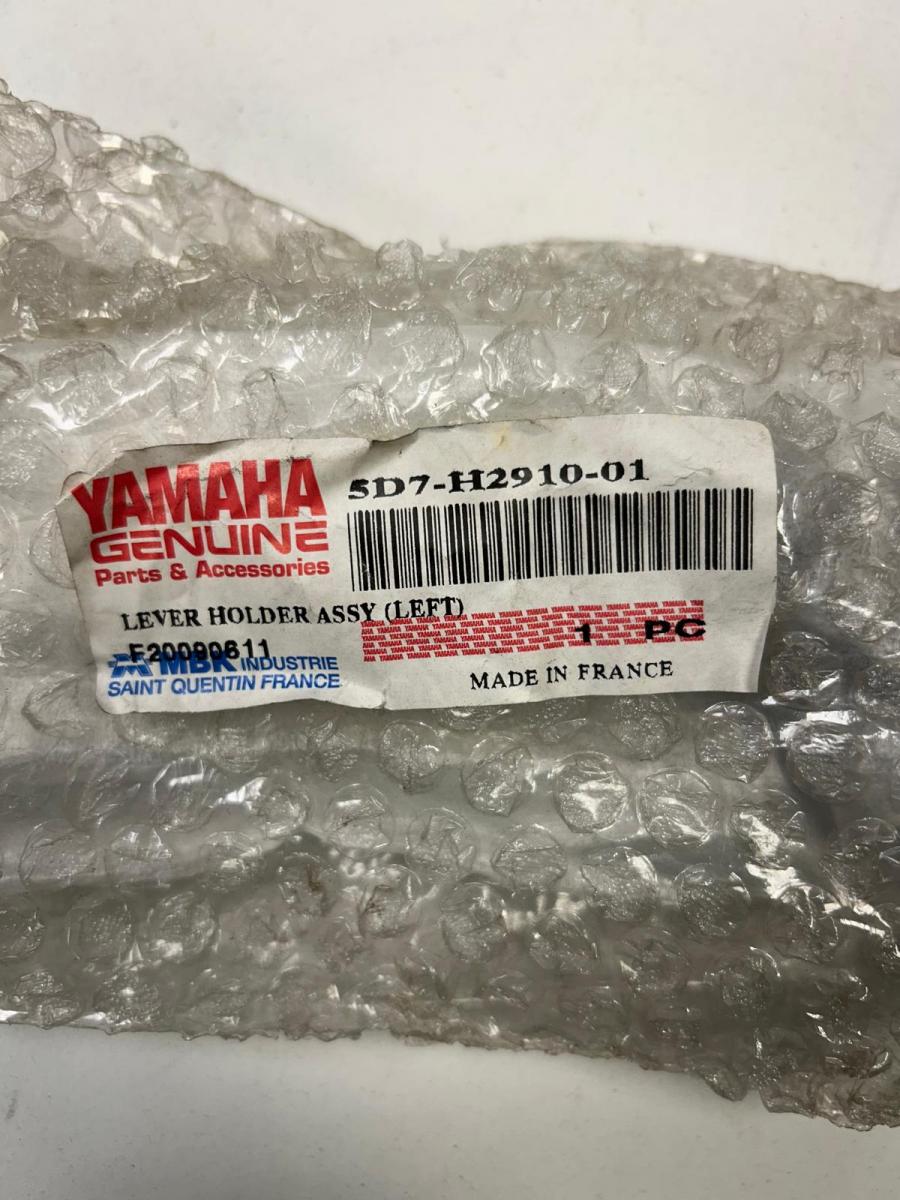 YAMAHA
GENUINE
Parts & Accessories
5D7-H2910-01
LEVER HOLDER ASSY (LEFT)
F20090611
MBK INDUSTRIE
SAINT QUENTIN FRANCE
1 PC
MADE IN FRANCE